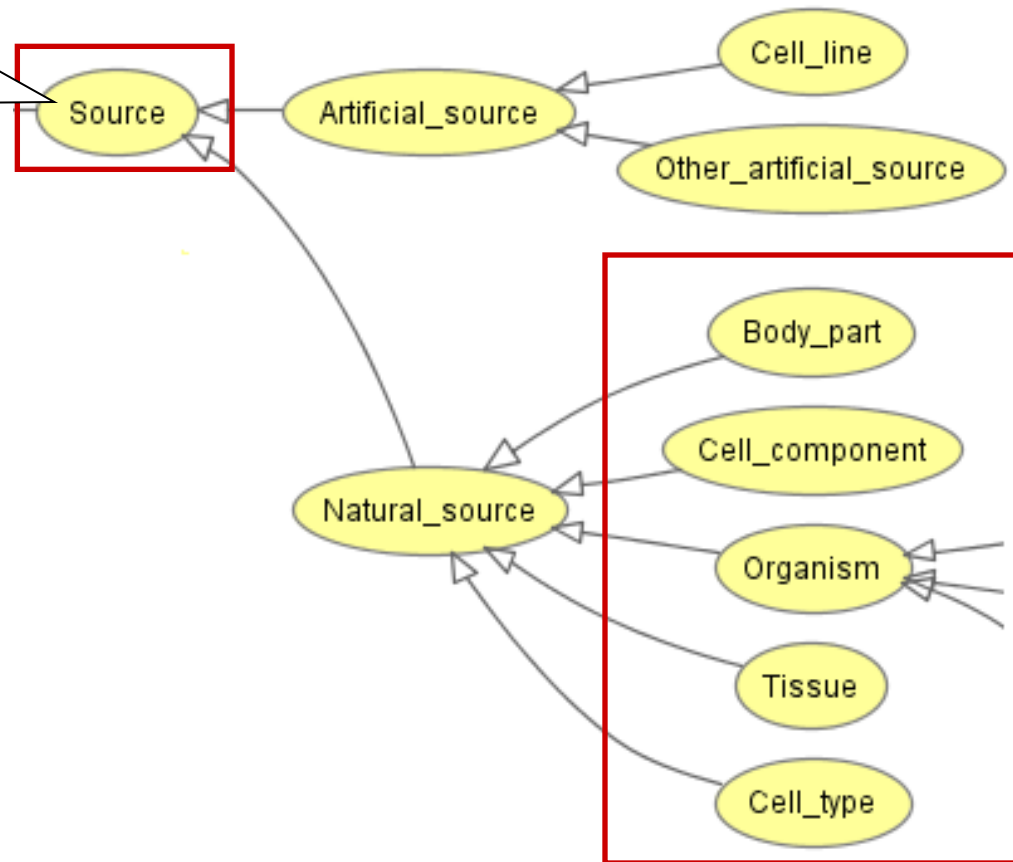 Cell_line
Source
Artificial_source
Other_artificial_source
Body_part
Cell_component
Natural_source
Organism
Tissue
Cell_type